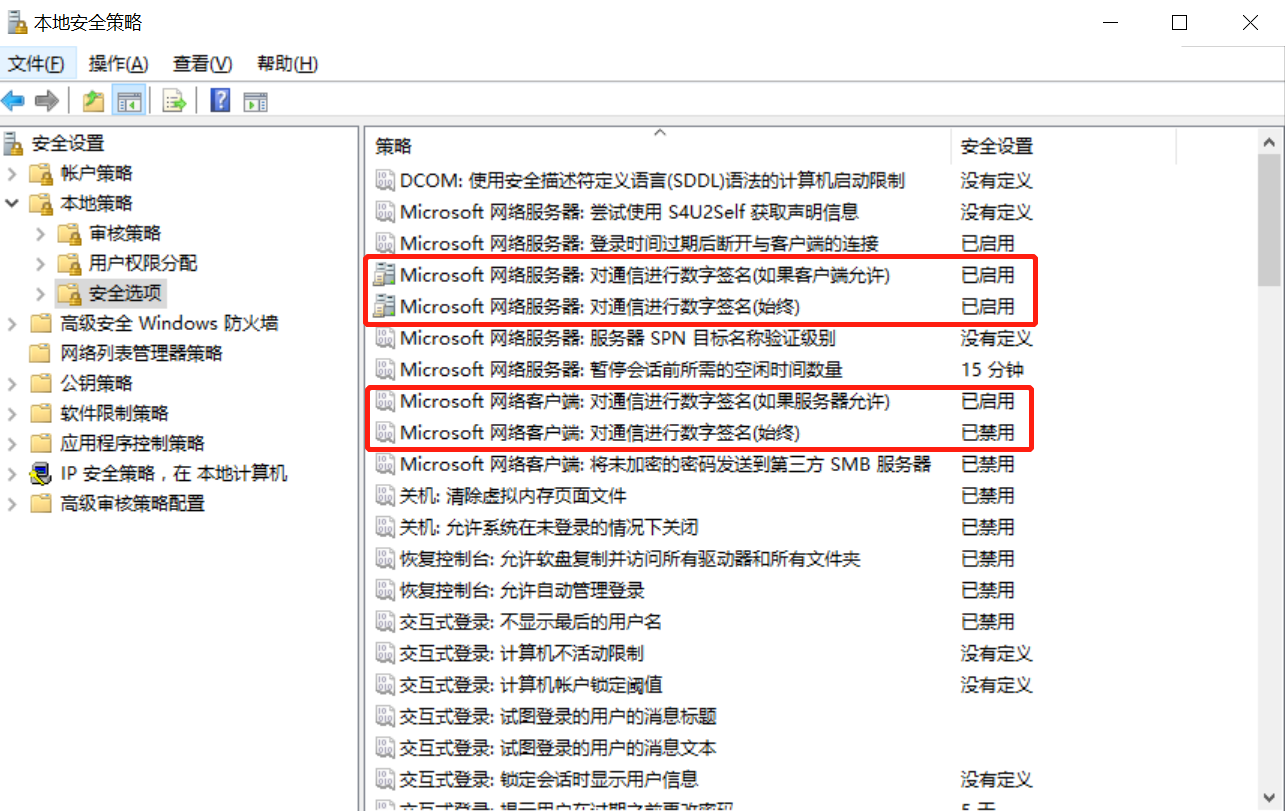 本地安全策略
文件(F) 操作(A) 查看(V) 帮助(H)
安全设置
帐户策略
本地策略
审核策略
用户权限分配
安全选项
高级安全 Windows 防火墙
网络列表管理器策略
公钥策略
软件限制策略
应用程序控制策略
IP 安全策略，在 本地计算机
高级审核策略配置
策略 安全设置
DCOM: 使用安全描述符定义语言(SDDL)语法的计算机启动限制 没有定义
Microsoft 网络服务器: 尝试使用 S4U2Self 获取声明信息 没有定义
Microsoft 网络服务器: 登录时间过期后断开与客户端的连接 已启用
Microsoft 网络服务器: 对通信进行数字签名(如果客户端允许) 已启用
Microsoft 网络服务器: 对通信进行数字签名(始终) 已启用
Microsoft 网络服务器: 服务器 SPN 目标名称验证级别 没有定义
Microsoft 网络服务器: 暂停会话前所需的空闲时间数量 15 分钟
Microsoft 网络客户端: 对通信进行数字签名(如果服务器允许) 已启用
Microsoft 网络客户端: 对通信进行数字签名(始终) 已禁用
Microsoft 网络客户端: 将未加密的密码发送到第三方 SMB 服务器 已禁用
关机: 清除虚拟内存页面文件 已禁用
关机: 允许系统在未登录的情况下关闭 已禁用
恢复控制台: 允许软盘复制并访问所有驱动器和所有文件夹 已禁用
恢复控制台: 允许自动管理登录 已禁用
交互式登录: 不显示最后的用户名 已禁用
交互式登录: 计算机不活动限制 没有定义
交互式登录: 计算机帐户锁定阈值 没有定义
交互式登录: 试图登录的用户的消息标题
交互式登录: 试图登录的用户的消息文本
交互式登录: 锁定会话时显示用户信息 没有定义
交互式登录: 提示用户在过期之前更改密码 5 天